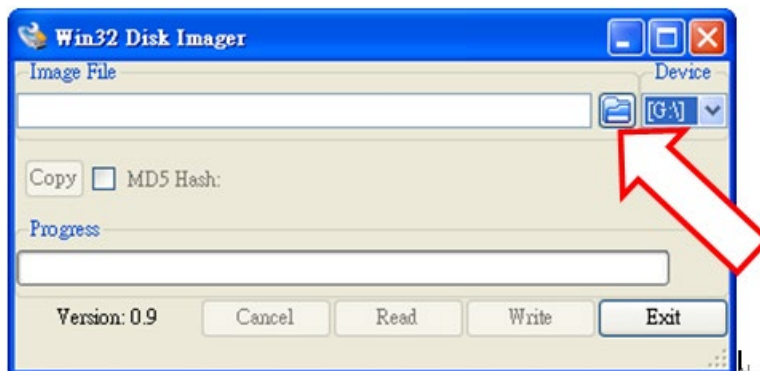 Win32 Disk Imager
Image File
Device
[G:\]
Copy
MD5 Hash:
Progress
Version: 0.9
Cancel
Read
Write
Exit